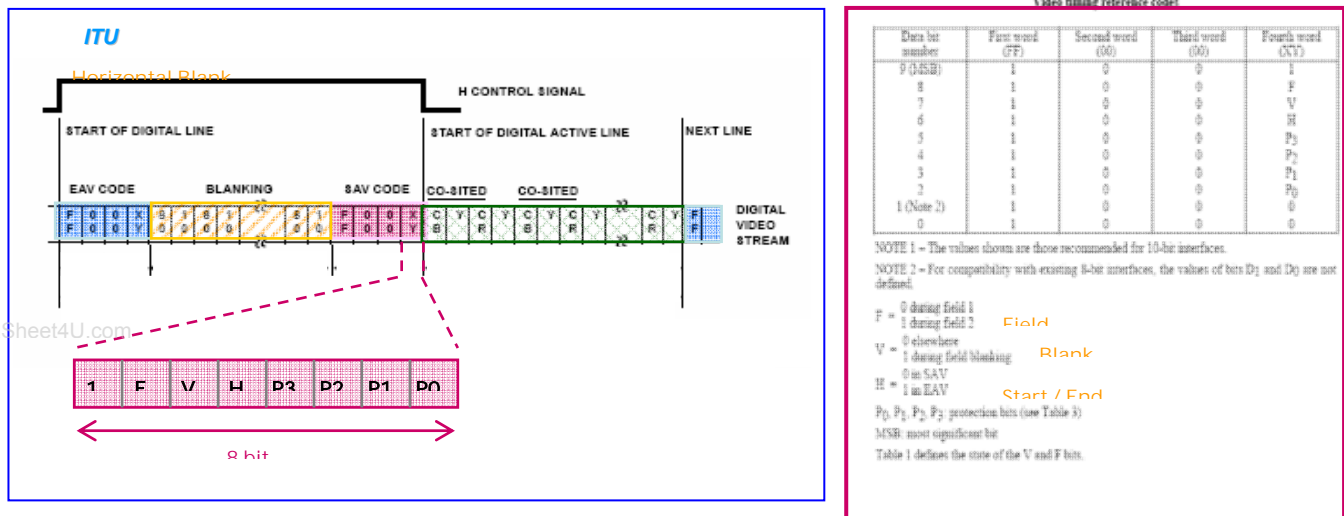 ITU
Horizontal Blank
H CONTROL SIGNAL
START OF DIGITAL LINE
START OF DIGITAL ACTIVE LINE
NEXT LINE
EAV CODE
BLANKING
SAV CODE
CO-SITED
CO-SITED
F 0 0 X 8 1 8 1 8 1 F 0 0 X C Y C Y C Y C Y C Y F
F 0 0 Y 0 0 0 0 0 0 F 0 0 Y B R B R R F
DIGITAL
VIDEO
STREAM
Sheet4U.com
1 F V H P3 P2 P1 P0
8 bit
Video timing reference codes
Data bit number
First word (FF)
Second word (00)
Third word (00)
Fourth word (XY)
9 (MSB) 1 0 0 1
8 1 0 0 F
7 1 0 0 V
6 1 0 0 H
5 1 0 0 P3
4 1 0 0 P2
3 1 0 0 P1
2 1 0 0 P0
1 (Note 2) 1 0 0 0
0 1 0 0 0
NOTE 1 – The values shown are those recommended for 10-bit interfaces.
NOTE 2 – For compatibility with existing 8-bit interfaces, the values of bits D1 and D0 are not
defined.
F = 0 during field 1
1 during field 2
Field
V = 0 elsewhere
1 during field blanking
Blank
H = 0 in SAV
1 in EAV
Start / End
P0, P1, P2, P3: protection bits (see Table 3)
MSB: most significant bit
Table 1 defines the state of the V and F bits.